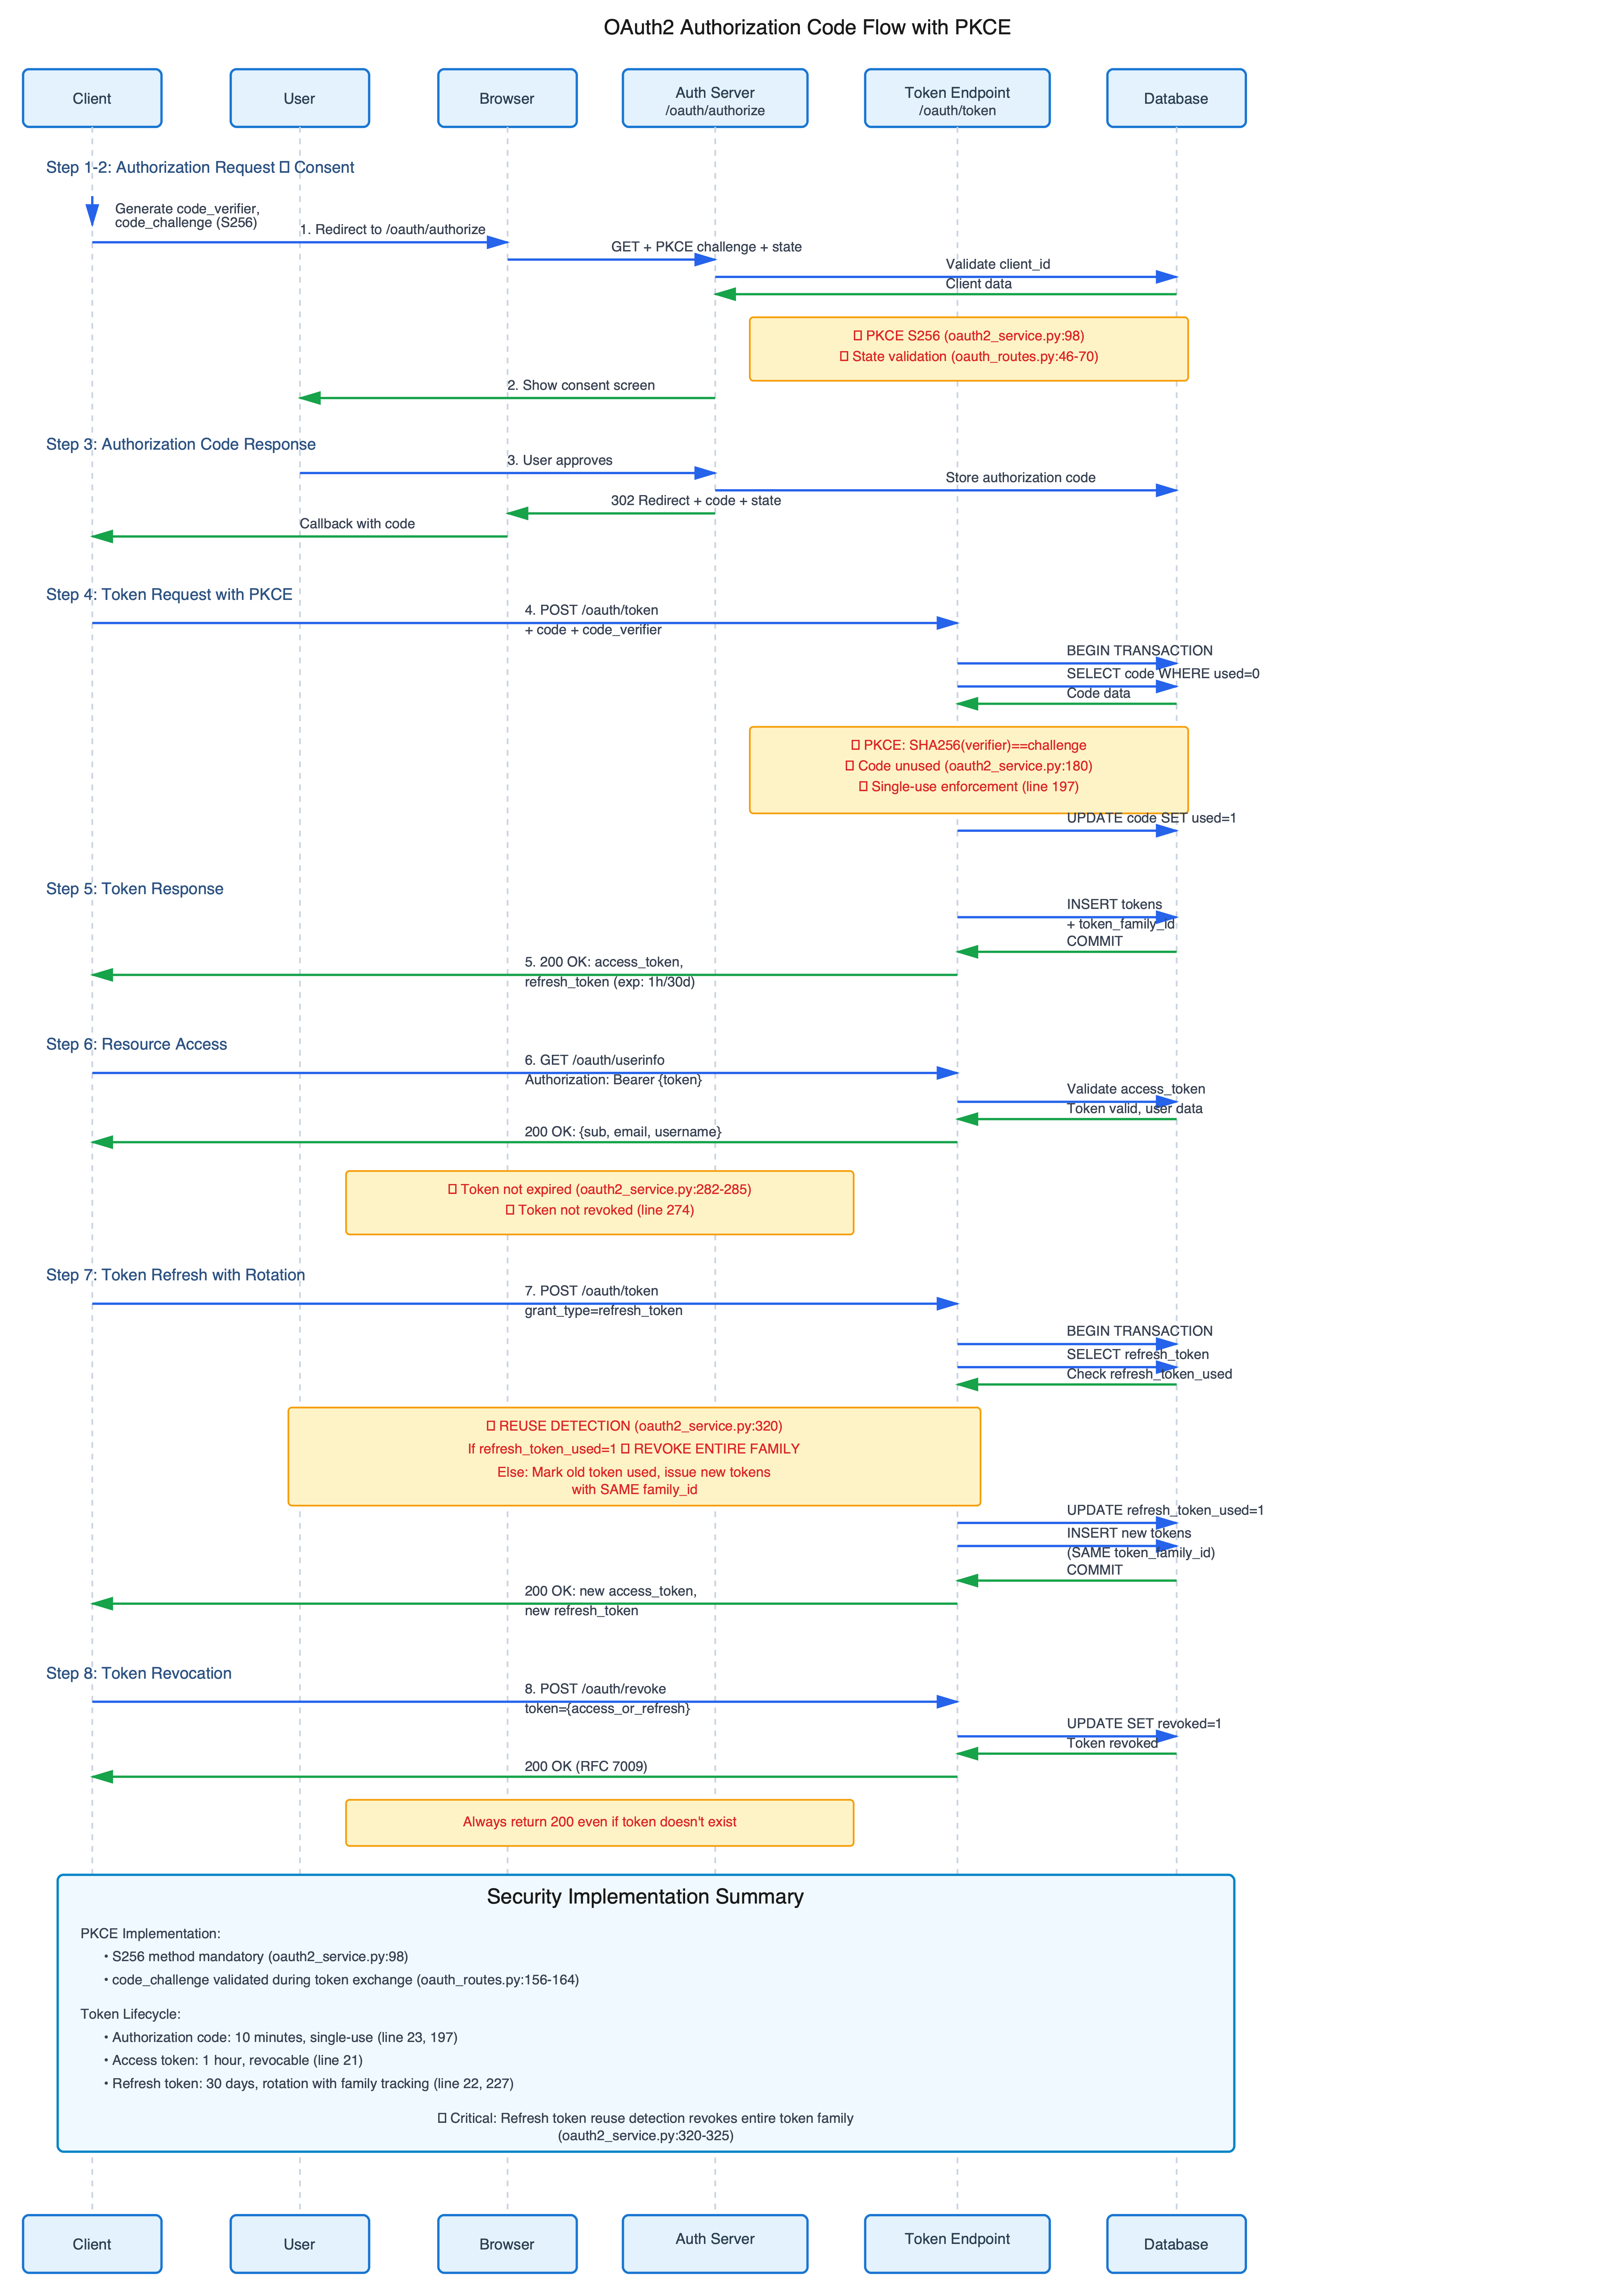 OAuth2 Authorization Code Flow with PKCE
Client
User
Browser
Auth Server
/oauth/authorize
Token Endpoint
/oauth/token
Database
Step 1-2: Authorization Request □ Consent
Generate code_verifier,
code_challenge (S256)
1. Redirect to /oauth/authorize
GET + PKCE challenge + state
Validate client_id
Client data
□ PKCE S256 (oauth2_service.py:98)
□ State validation (oauth_routes.py:46-70)
2. Show consent screen
Step 3: Authorization Code Response
3. User approves
Store authorization code
302 Redirect + code + state
Callback with code
Step 4: Token Request with PKCE
4. POST /oauth/token
+ code + code_verifier
BEGIN TRANSACTION
SELECT code WHERE used=0
Code data
□ PKCE: SHA256(verifier)==challenge
□ Code unused (oauth2_service.py:180)
□ Single-use enforcement (line 197)
UPDATE code SET used=1
Step 5: Token Response
INSERT tokens
+ token_family_id
COMMIT
5. 200 OK: access_token,
refresh_token (exp: 1h/30d)
Step 6: Resource Access
6. GET /oauth/userinfo
Authorization: Bearer {token}
Validate access_token
Token valid, user data
200 OK: {sub, email, username}
□ Token not expired (oauth2_service.py:282-285)
□ Token not revoked (line 274)
Step 7: Token Refresh with Rotation
7. POST /oauth/token
grant_type=refresh_token
BEGIN TRANSACTION
SELECT refresh_token
Check refresh_token_used
□ REUSE DETECTION (oauth2_service.py:320)
If refresh_token_used=1 □ REVOKE ENTIRE FAMILY
Else: Mark old token used, issue new tokens
with SAME family_id
UPDATE refresh_token_used=1
INSERT new tokens
(SAME token_family_id)
COMMIT
200 OK: new access_token,
new refresh_token
Step 8: Token Revocation
8. POST /oauth/revoke
token={access_or_refresh}
UPDATE SET revoked=1
Token revoked
200 OK (RFC 7009)
Always return 200 even if token doesn't exist
Security Implementation Summary
PKCE Implementation:
• S256 method mandatory (oauth2_service.py:98)
• code_challenge validated during token exchange (oauth_routes.py:156-164)
Token Lifecycle:
• Authorization code: 10 minutes, single-use (line 23, 197)
• Access token: 1 hour, revocable (line 21)
• Refresh token: 30 days, rotation with family tracking (line 22, 227)
□ Critical: Refresh token reuse detection revokes entire token family
(oauth2_service.py:320-325)
Client
User
Browser
Auth Server
Token Endpoint
Database